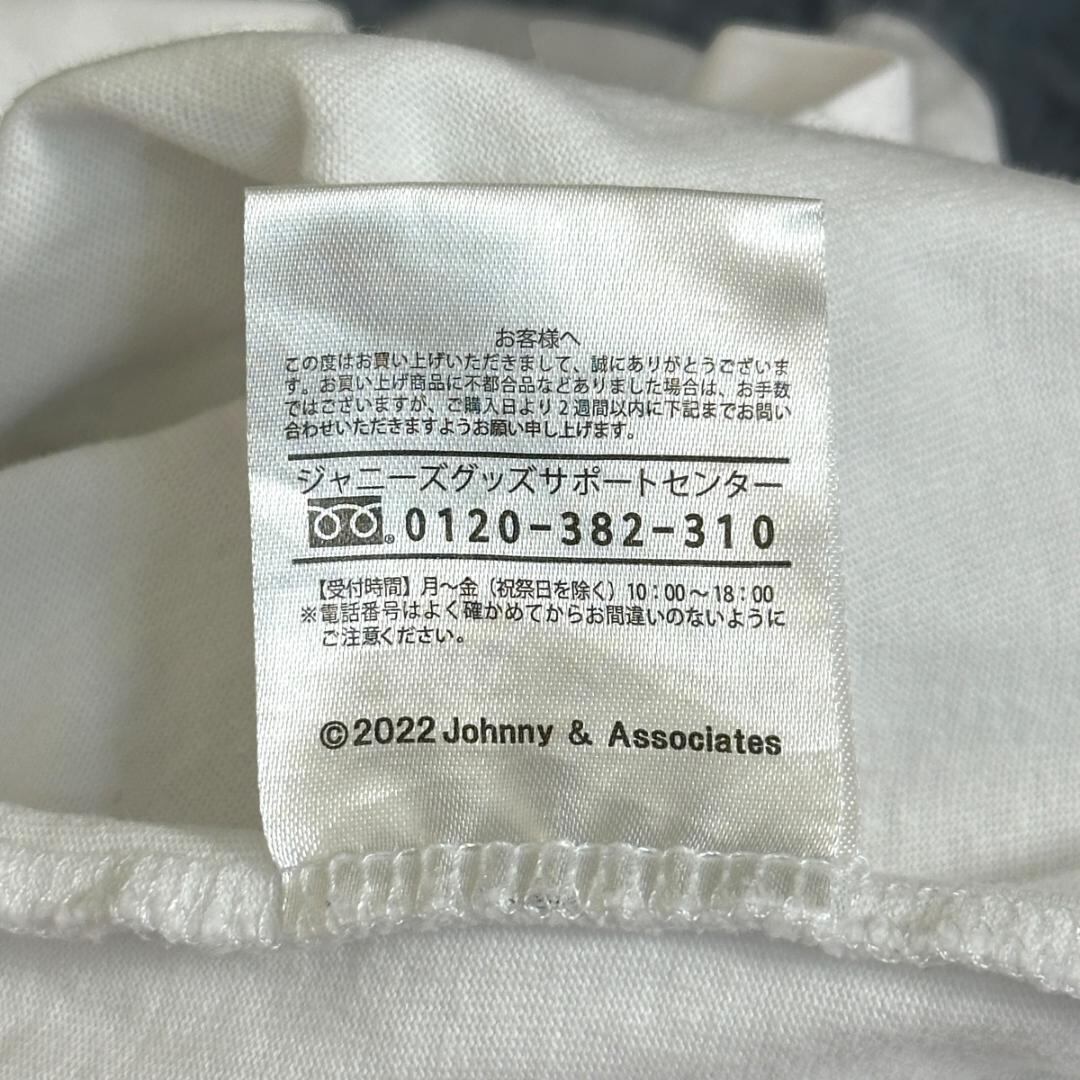 お客様へ
この度はお買い上げいただきまして、誠にありがとうございま
す。お買い上げ商品に不都合品などありました場合は、お手数
ではございますが、ご購入日より2週間以内に下記までお問い
合わせいただきますようお願い申し上げます。
ジャニーズグッズサポートセンター
0120-382-310
【受付時間】月〜金（祝祭日を除く）10：00〜18：00
※電話番号はよく確かめてからお間違いのないように
ご注意ください。
©2022 Johnny & Associates